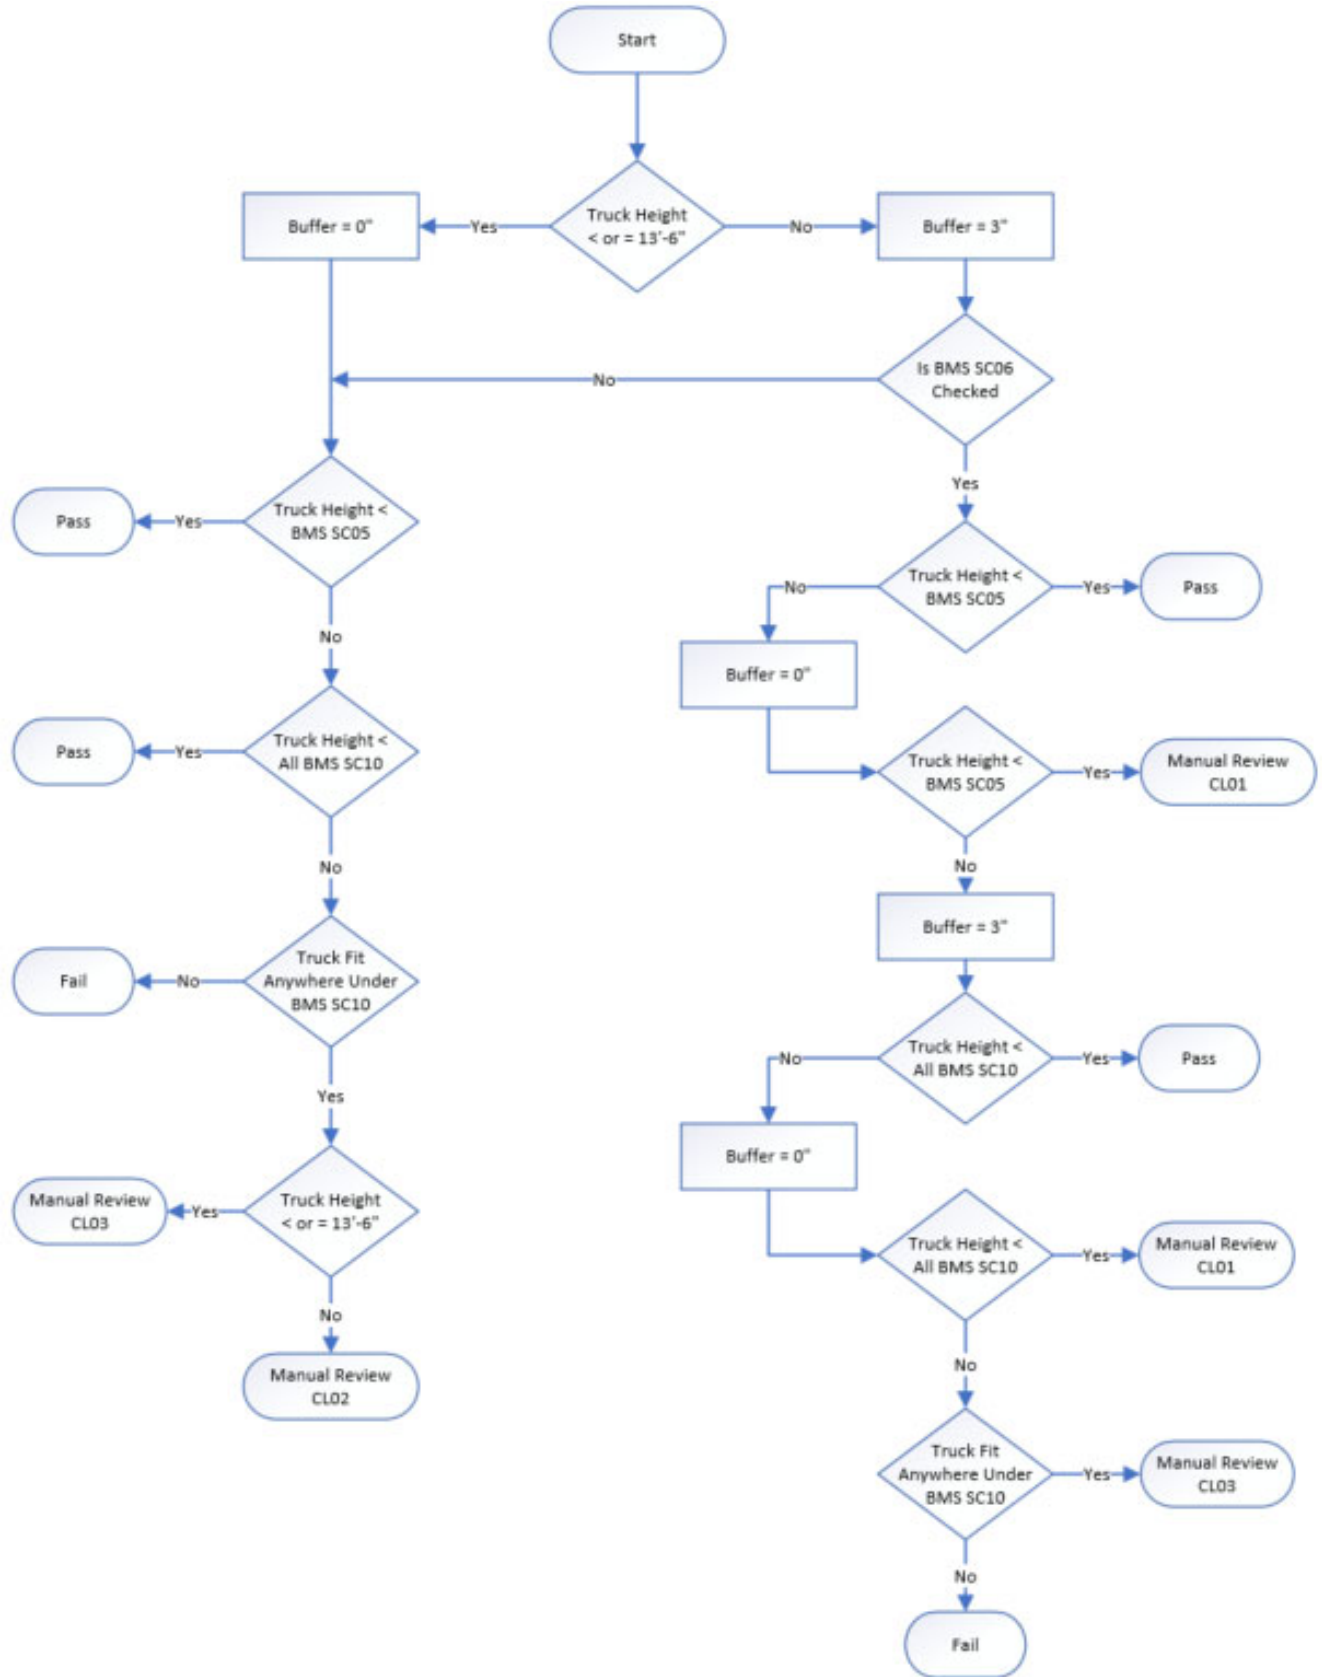 Start
Truck Height
< or = 13'-6"
Yes
Buffer = 0"
No
Buffer = 3"
Is BMS SC06
Checked
No
Yes
Truck Height <
BMS SC05
Yes
Pass
No
Truck Height <
BMS SC05
Yes
Pass
No
Buffer = 0"
Truck Height <
All BMS SC10
Yes
Pass
No
Truck Height <
BMS SC05
Yes
Manual Review
CL01
No
Buffer = 3"
Truck Fit
Anywhere Under
BMS SC10
No
Fail
Yes
Truck Height <
All BMS SC10
Yes
Pass
No
Buffer = 0"
Truck Height
< or = 13'-6"
Yes
Manual Review
CL03
No
Manual Review
CL02
Truck Height <
All BMS SC10
Yes
Manual Review
CL01
No
Truck Fit
Anywhere Under
BMS SC10
Yes
Manual Review
CL03
No
Fail